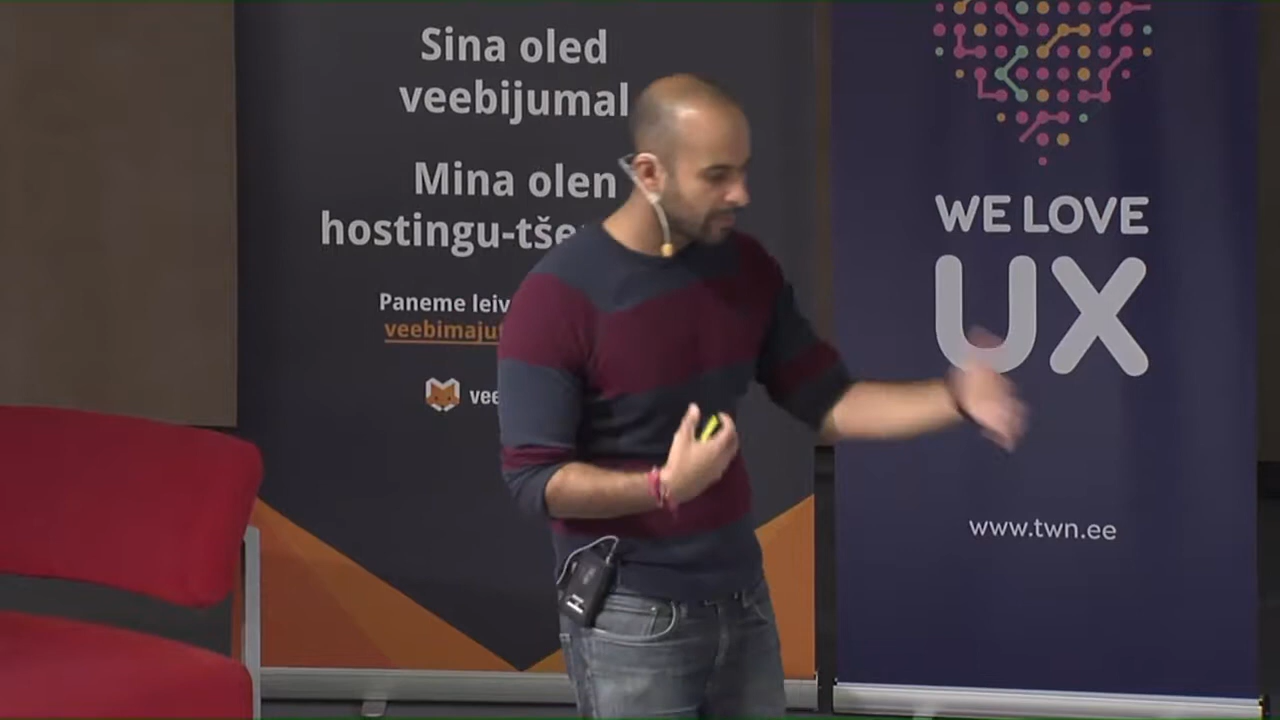 Sina oled
veebijumal
Mina olen
hostingu-tše
Paneme leiv
veebimaju
vee
WE LOVE
UX
www.twn.ee